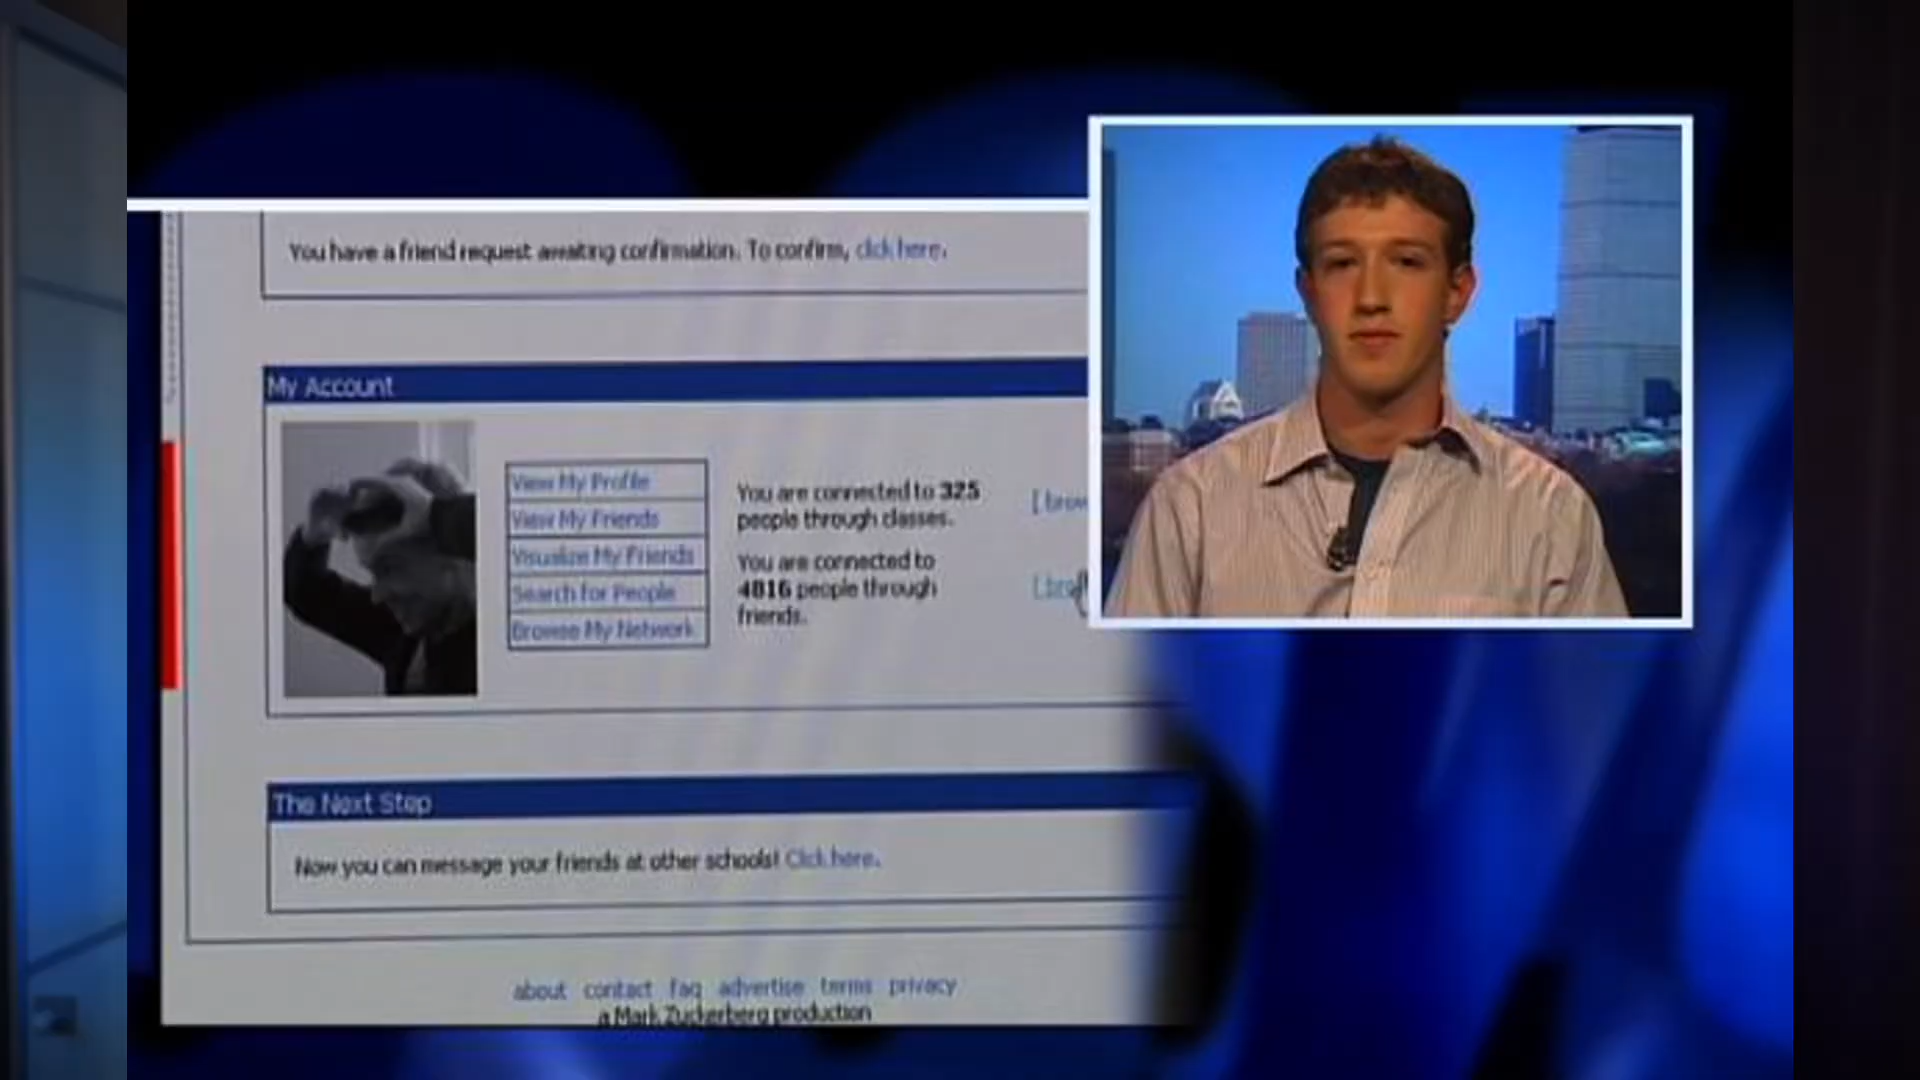 You have a friend request awaiting confirmation. To confirm, click here.
My Account
View My Profile
View My Friends
Visualize My Friends
Search for People
Browse My Network
You are connected to 325
people through classes.
You are connected to
4816 people through
friends.
[ brow
[ bro
The Next Step
Now you can message your friends at other schools! Click here.
about contact faq advertise terms privacy
a Mark Zuckerberg production